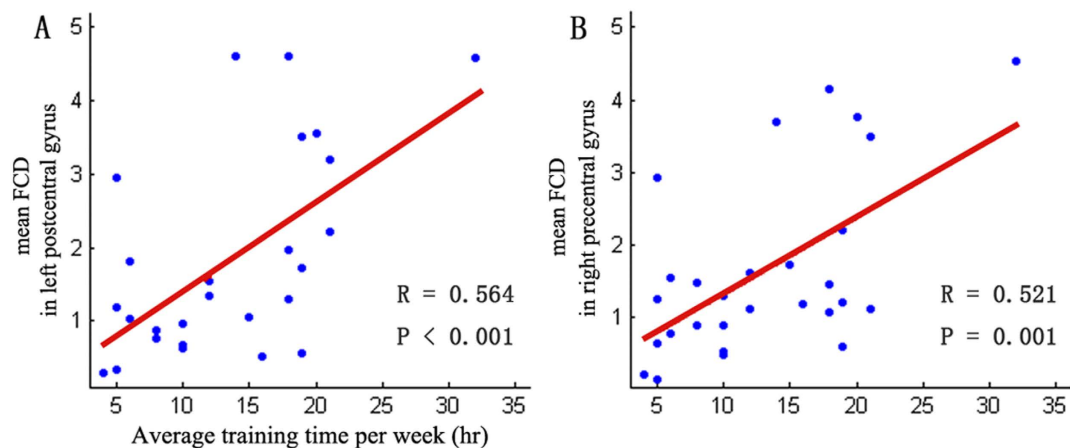 A
mean FCD
in left postcentral gyrus
5
4
3
2
1
R = 0.564
P < 0.001
5 10 15 20 25 30 35
Average training time per week (hr)
B
mean FCD
in right precentral gyrus
5
4
3
2
1
R = 0.521
P = 0.001
5 10 15 20 25 30 35